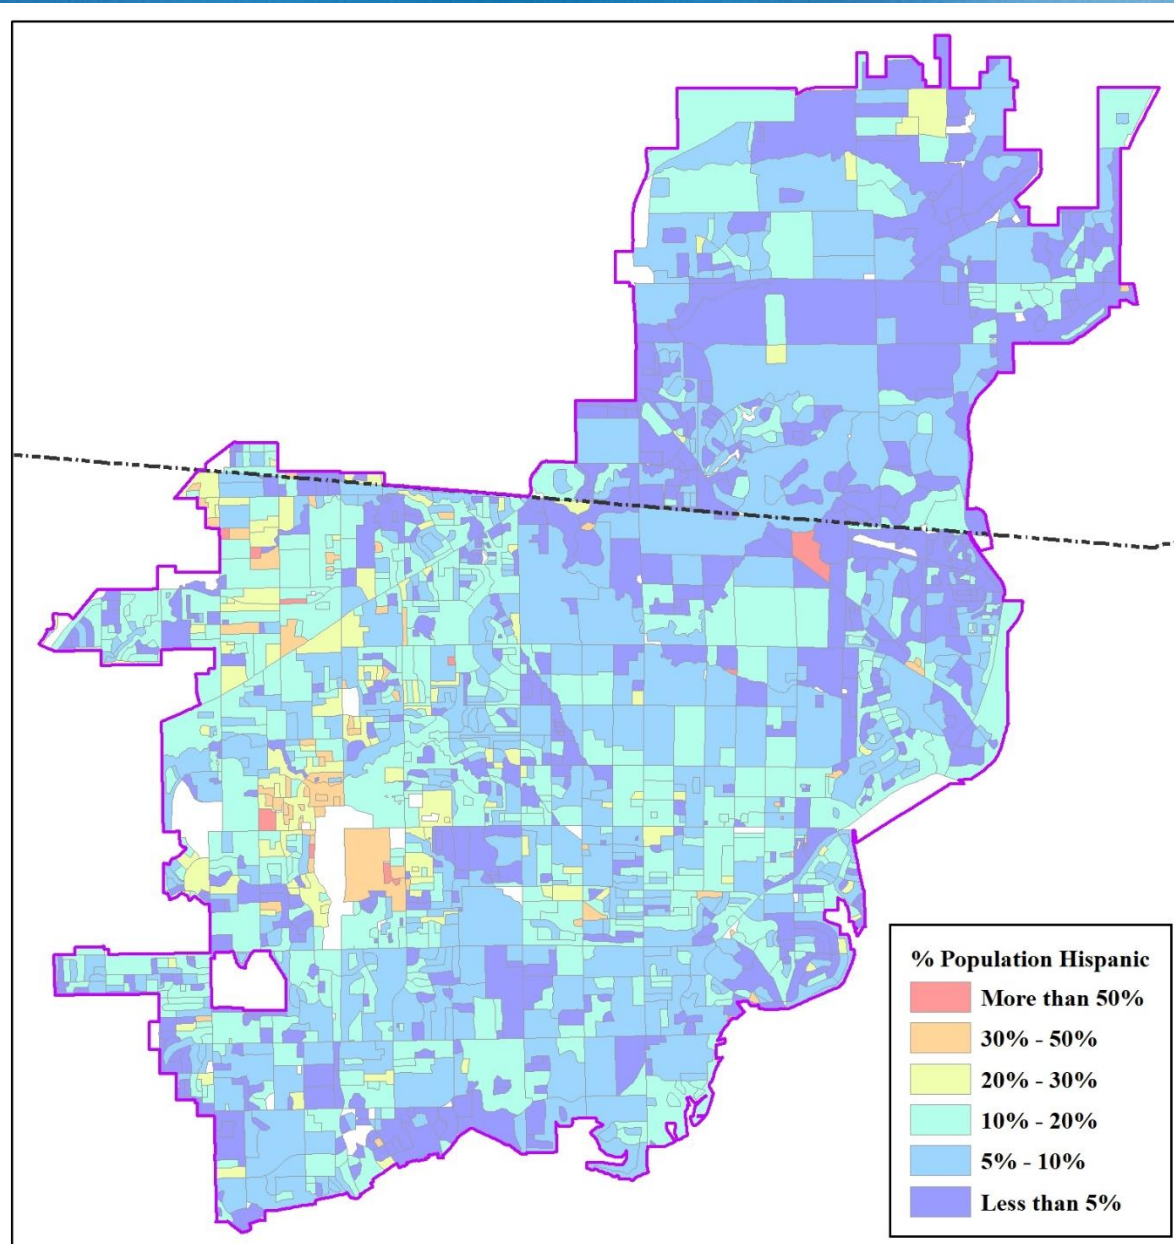 % Population Hispanic
More than 50%
30% - 50%
20% - 30%
10% - 20%
5% - 10%
Less than 5%